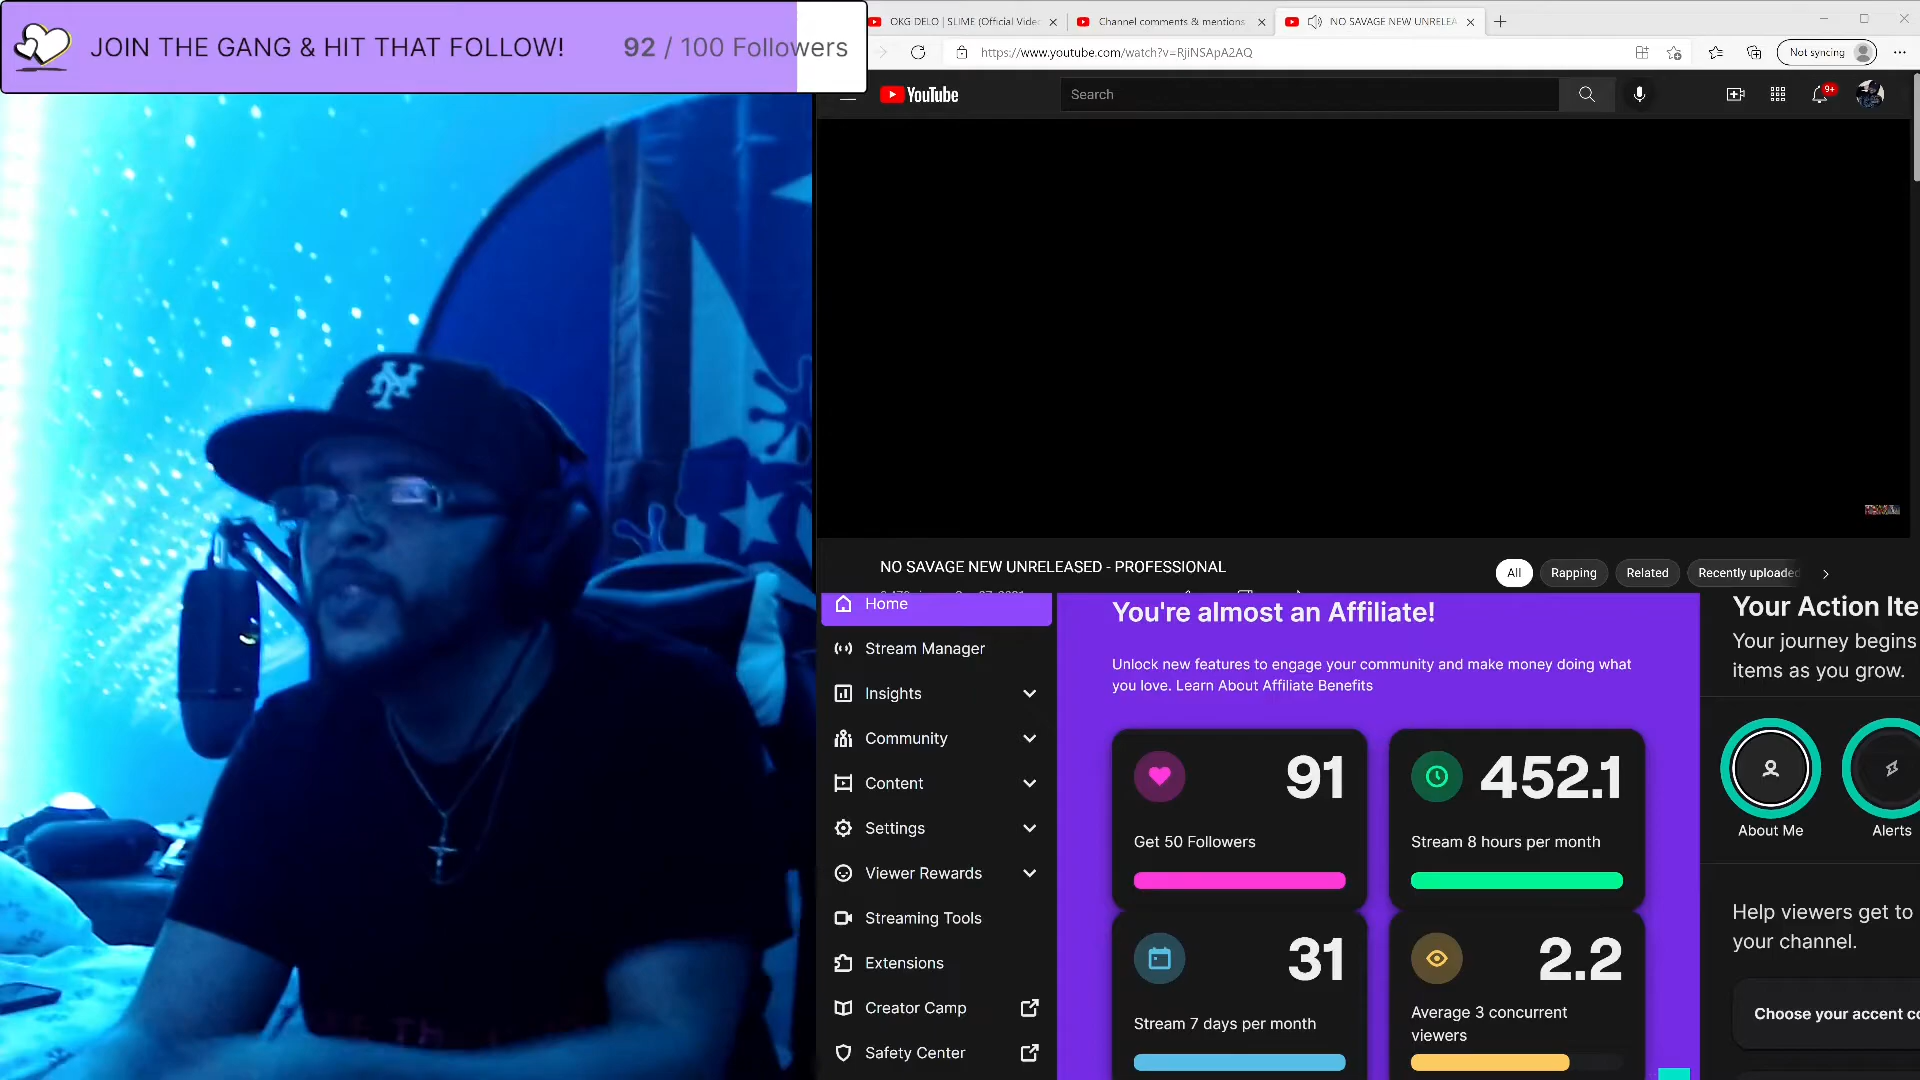 JOIN THE GANG & HIT THAT FOLLOW! 92 / 100 Followers
OKG DELO | SLIME (Official Vide
Channel comments & mentions
NO SAVAGE NEW UNRELEA
https://www.youtube.com/watch?v=RjiNSApA2AQ
Not syncing
YouTube
Search
9+
NY
NO SAVAGE NEW UNRELEASED - PROFESSIONAL
All
Rapping
Related
Recently uploaded
Home
Stream Manager
Insights
Community
Content
Settings
Viewer Rewards
Streaming Tools
Extensions
Creator Camp
Safety Center
You're almost an Affiliate!
Unlock new features to engage your community and make money doing what
you love. Learn About Affiliate Benefits
91
Get 50 Followers
452.1
Stream 8 hours per month
31
Stream 7 days per month
2.2
Average 3 concurrent
viewers
Your Action Ite
Your journey begins
items as you grow.
About Me
Alerts
Help viewers get to
your channel.
Choose your accent co